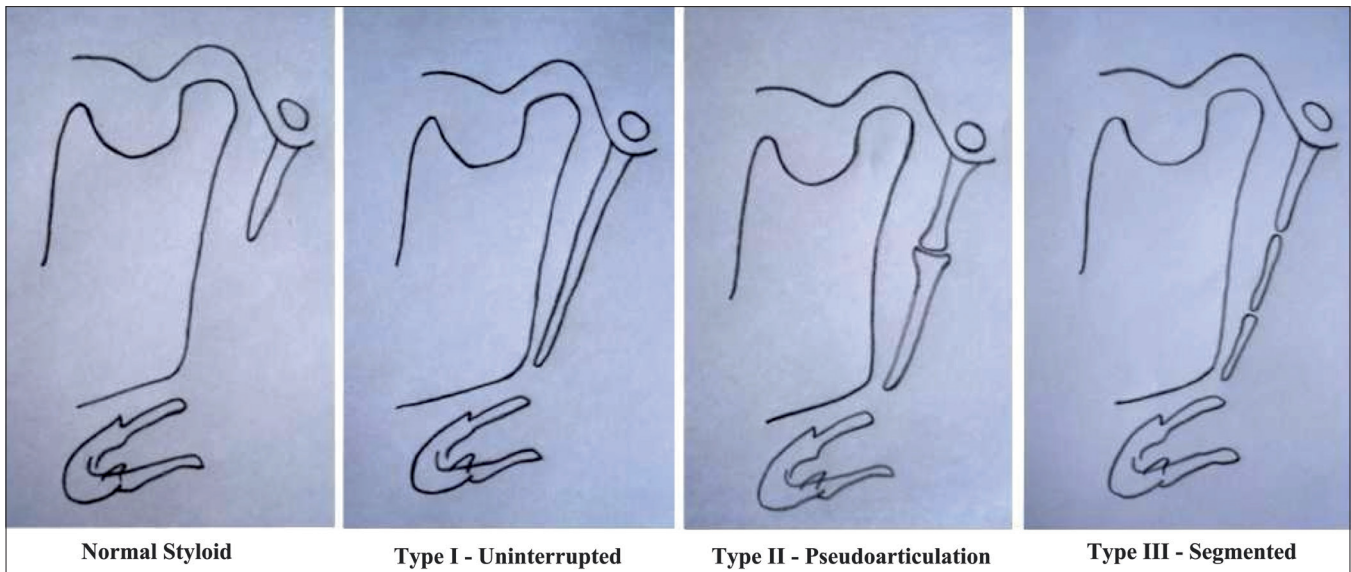 Normal Styloid
Type I - Uninterrupted
Type II - Pseudoarticulation
Type III - Segmented